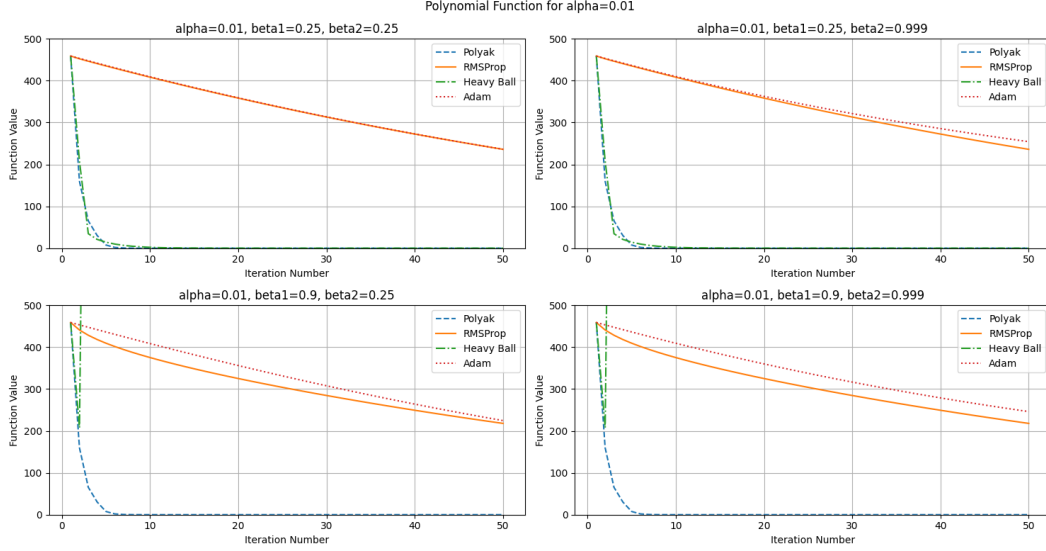 Polynomial Function for alpha=0.01
alpha=0.01, beta1=0.25, beta2=0.25
500
400
300
200
100
0
Function Value
Polyak
RMSProp
Heavy Ball
Adam
0 10 20 30 40 50
Iteration Number
alpha=0.01, beta1=0.25, beta2=0.999
500
400
300
200
100
0
Function Value
Polyak
RMSProp
Heavy Ball
Adam
0 10 20 30 40 50
Iteration Number
alpha=0.01, beta1=0.9, beta2=0.25
500
400
300
200
100
0
Function Value
Polyak
RMSProp
Heavy Ball
Adam
0 10 20 30 40 50
Iteration Number
alpha=0.01, beta1=0.9, beta2=0.999
500
400
300
200
100
0
Function Value
Polyak
RMSProp
Heavy Ball
Adam
0 10 20 30 40 50
Iteration Number